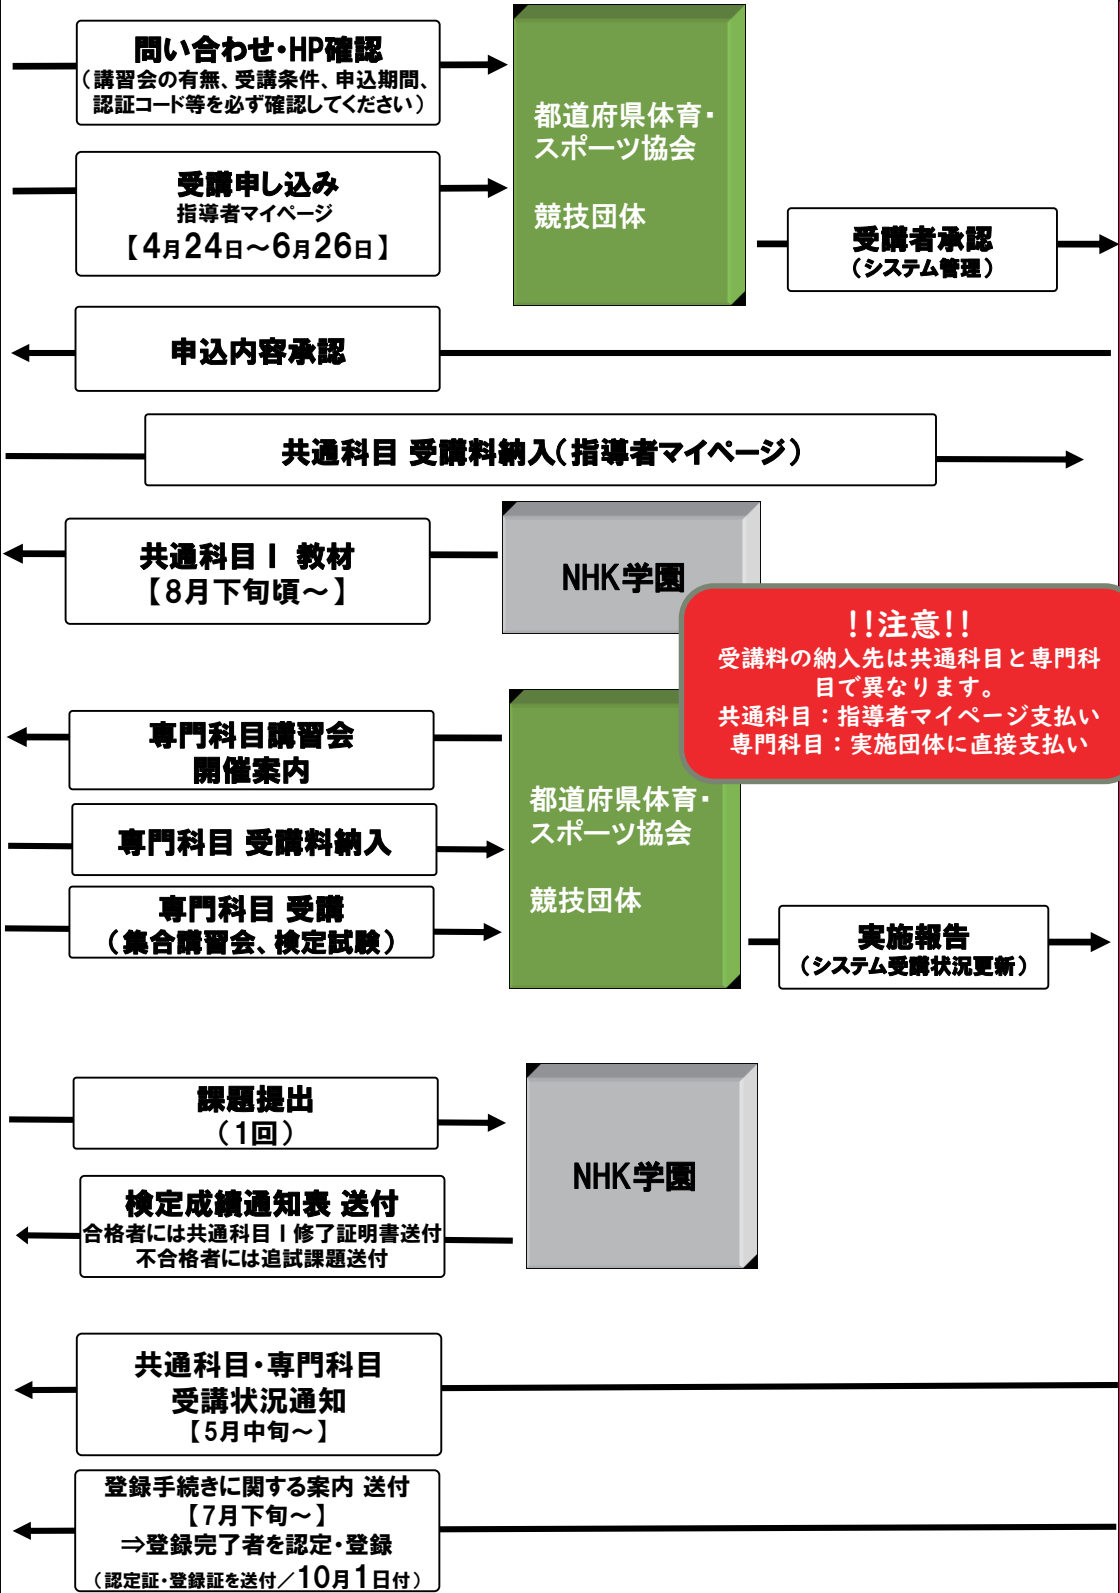 問い合わせ・HP確認
（講習会の有無、受講条件、申込期間、
認証コード等を必ず確認してください）
都道府県体育・
スポーツ協会
競技団体
受講申し込み
指導者マイページ
【4月24日～6月26日】
受講者承認
（システム管理）
申込内容承認
共通科目 受講料納入（指導者マイページ）
共通科目Ⅰ 教材
【8月下旬頃～】
NHK学園
!!注意!!
受講料の納入先は共通科目と専門科
目で異なります。
共通科目：指導者マイページ支払い
専門科目：実施団体に直接支払い
専門科目講習会
開催案内
都道府県体育・
スポーツ協会
競技団体
専門科目 受講料納入
専門科目 受講
（集合講習会、検定試験）
実施報告
（システム受講状況更新）
課題提出
（1回）
NHK学園
検定成績通知表 送付
合格者には共通科目Ⅰ修了証明書送付
不合格者には追試課題送付
共通科目・専門科目
受講状況通知
【5月中旬～】
登録手続きに関する案内 送付
【7月下旬～】
⇒登録完了者を認定・登録
（認定証・登録証を送付／10月1日付）